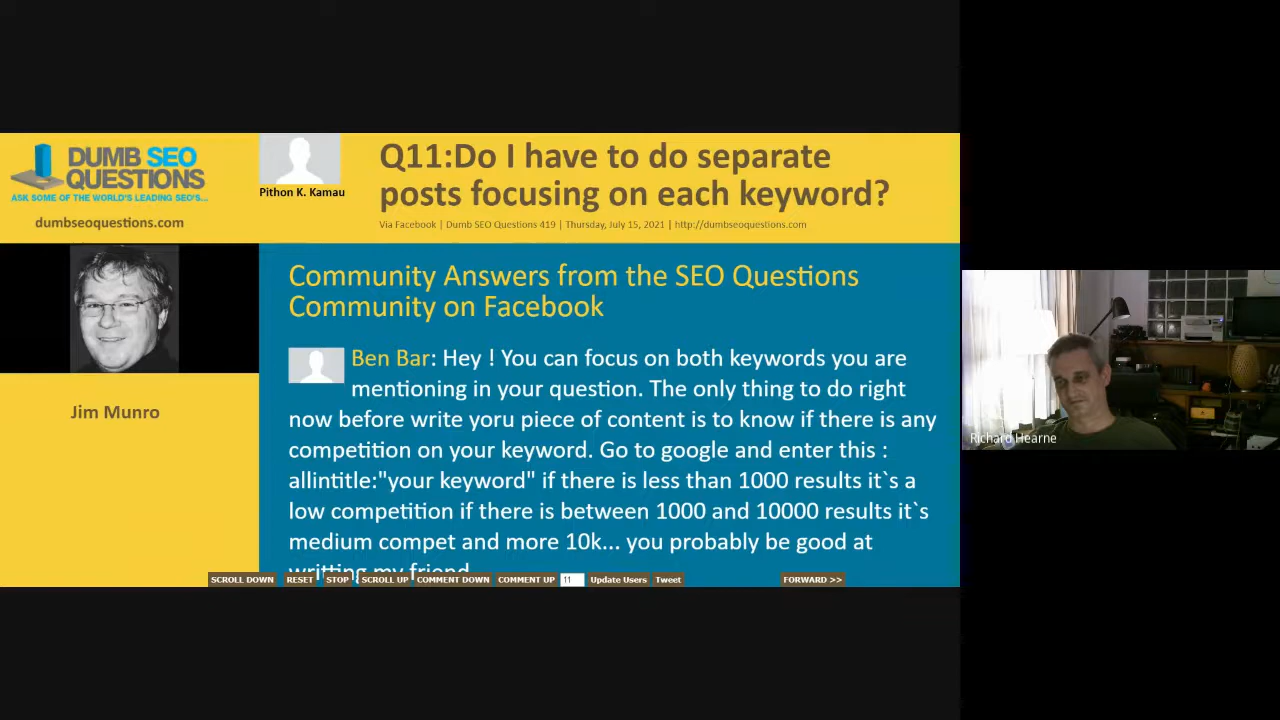 DUMB SEO
QUESTIONS
ASK SOME OF THE WORLD'S LEADING SEO'S...
dumbseoquestions.com
Pithon K. Kamau
Q11:Do I have to do separate
posts focusing on each keyword?
Via Facebook | Dumb SEO Questions 419 | Thursday, July 15, 2021 | http://dumbseoquestions.com
Jim Munro
Community Answers from the SEO Questions
Community on Facebook
Ben Bar: Hey ! You can focus on both keywords you are
mentioning in your question. The only thing to do right
now before write yoru piece of content is to know if there is any
competition on your keyword. Go to google and enter this :
allintitle:"your keyword" if there is less than 1000 results it`s a
low competition if there is between 1000 and 10000 results it`s
medium compet and more 10k... you probably be good at
writting my friend
SCROLL DOWN RESET STOP SCROLL UP COMMENT DOWN COMMENT UP 11 Update Users Tweet FORWARD >>
Richard Hearne